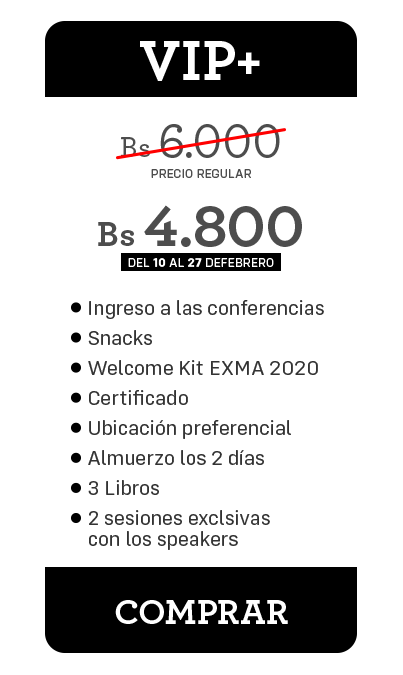 VIP+
Bs 6.000
PRECIO REGULAR
Bs 4.800
DEL 10 AL 27 DEFEBRERO
Ingreso a las conferencias
Snacks
Welcome Kit EXMA 2020
Certificado
Ubicación preferencial
Almuerzo los 2 días
3 Libros
2 sesiones exclsivas
con los speakers
COMPRAR